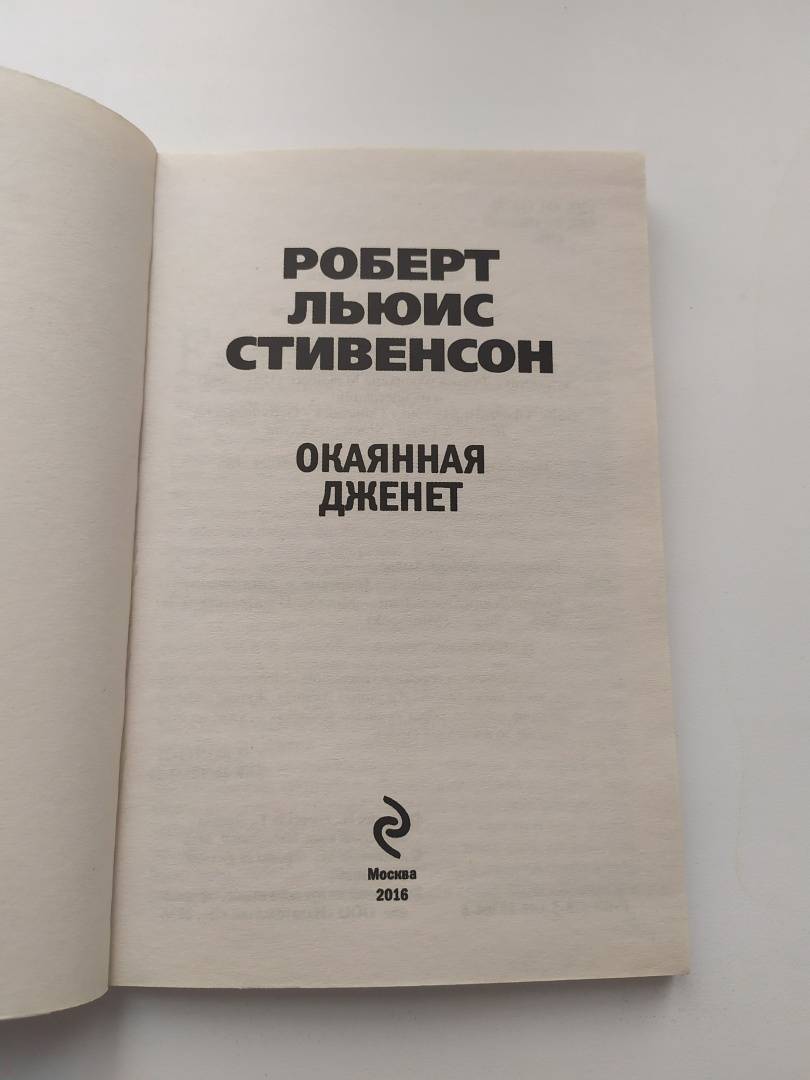 РОБЕРТ
ЛЬЮИС
СТИВЕНСОН
ОКАЯННАЯ
ДЖЕНЕТ
Москва
2016